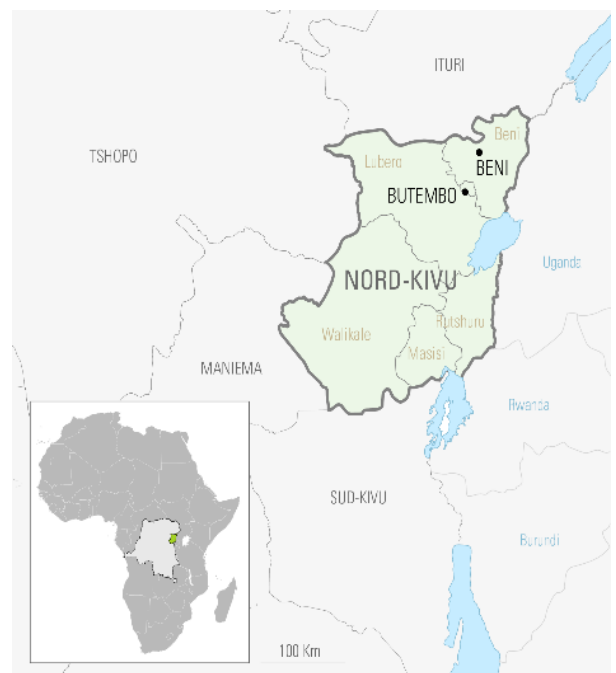 ITURI
Beni
TSHOPO
Lubero
BENI
BUTEMBO
Uganda
NORD-KIVU
Walikale
Rutshuru
Masisi
MANIEMA
Rwanda
SUD-KIVU
Burundi
100 Km